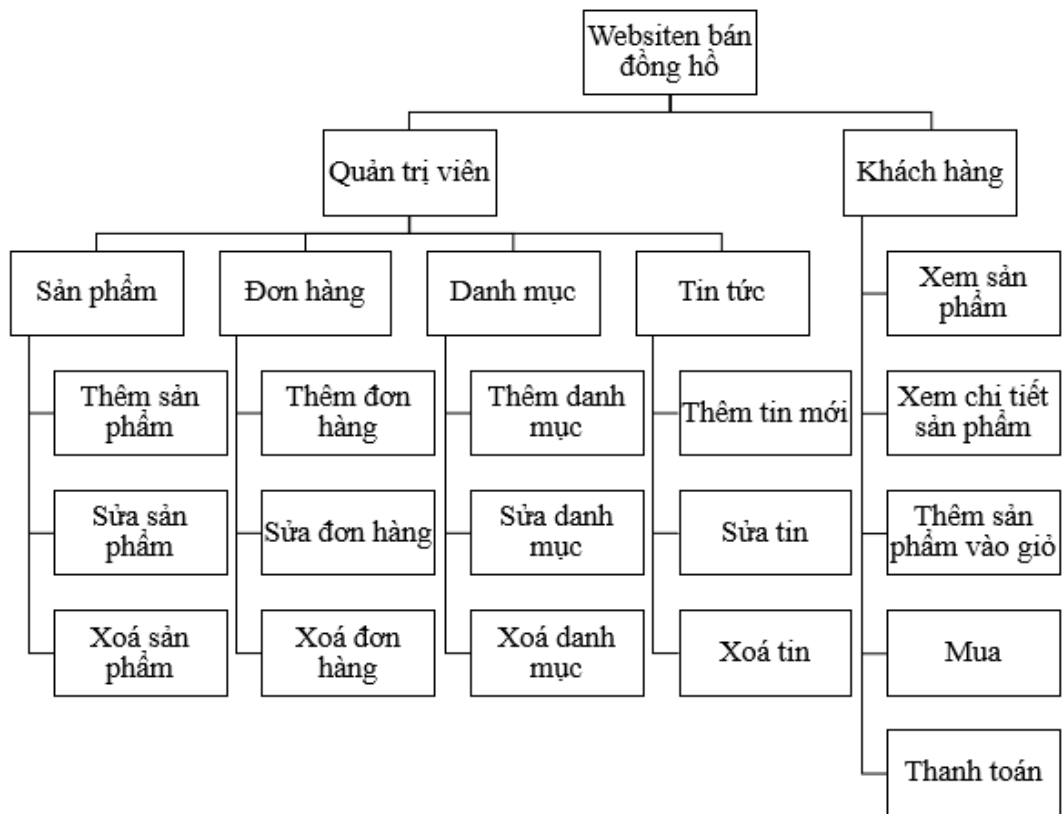 Websiten bán
đồng hồ
Quản trị viên
Khách hàng
Sản phẩm
Đơn hàng
Danh mục
Tin tức
Xem sản
phẩm
Thêm sản
phẩm
Thêm đơn
hàng
Thêm danh
mục
Thêm tin mới
Xem chi tiết
sản phẩm
Sửa sản
phẩm
Sửa đơn hàng
Sửa danh
mục
Sửa tin
Thêm sản
phẩm vào giỏ
Xoá sản
phẩm
Xoá đơn
hàng
Xoá danh
mục
Xoá tin
Mua
Thanh toán